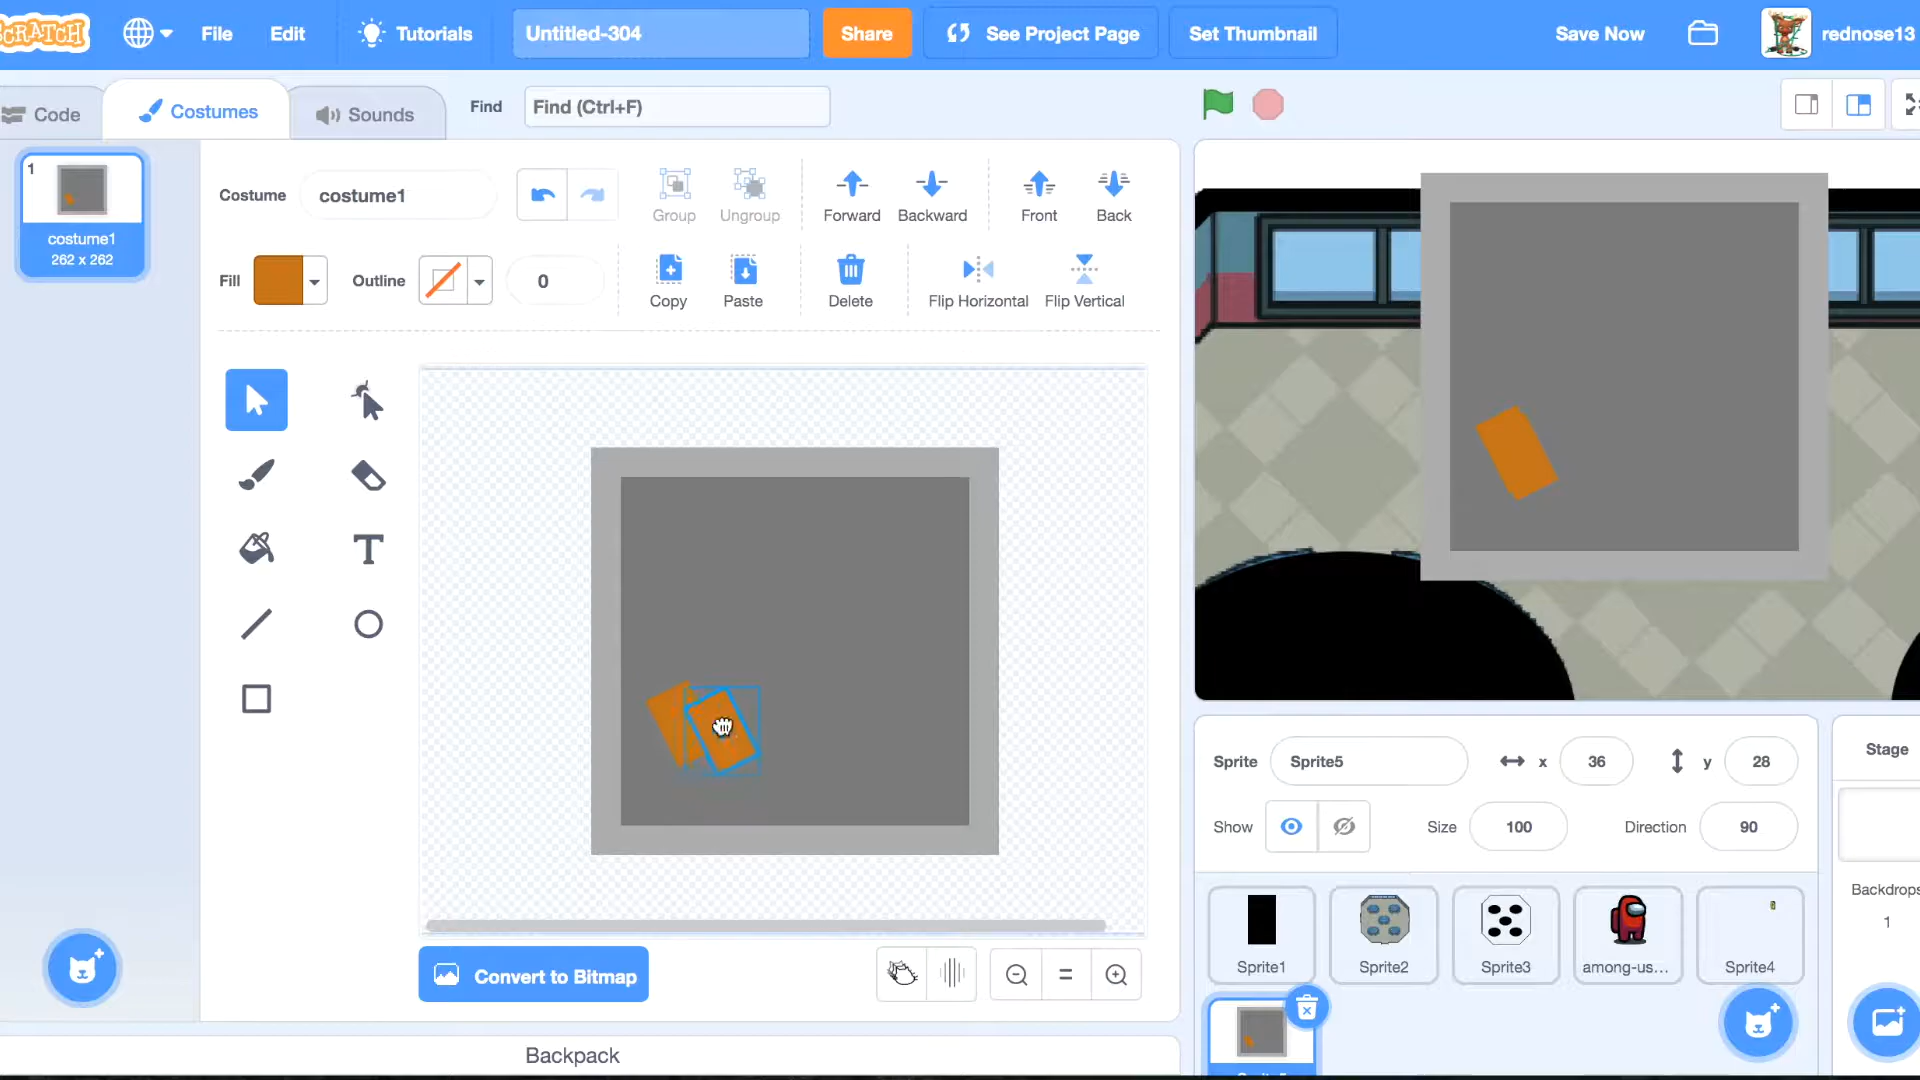 SCRATCH
File
Edit
Tutorials
Untitled-304
Share
See Project Page
Set Thumbnail
Save Now
rednose13
Code
Costumes
Sounds
Find
Find (Ctrl+F)
1
costume1
262 x 262
Costume
costume1
Group
Ungroup
Forward
Backward
Front
Back
Fill
Outline
0
Copy
Paste
Delete
Flip Horizontal
Flip Vertical
T
Convert to Bitmap
Backpack
Sprite
Sprite5
x
36
y
28
Show
Size
100
Direction
90
Stage
Backdrops
1
Sprite1
Sprite2
Sprite3
among-us...
Sprite4